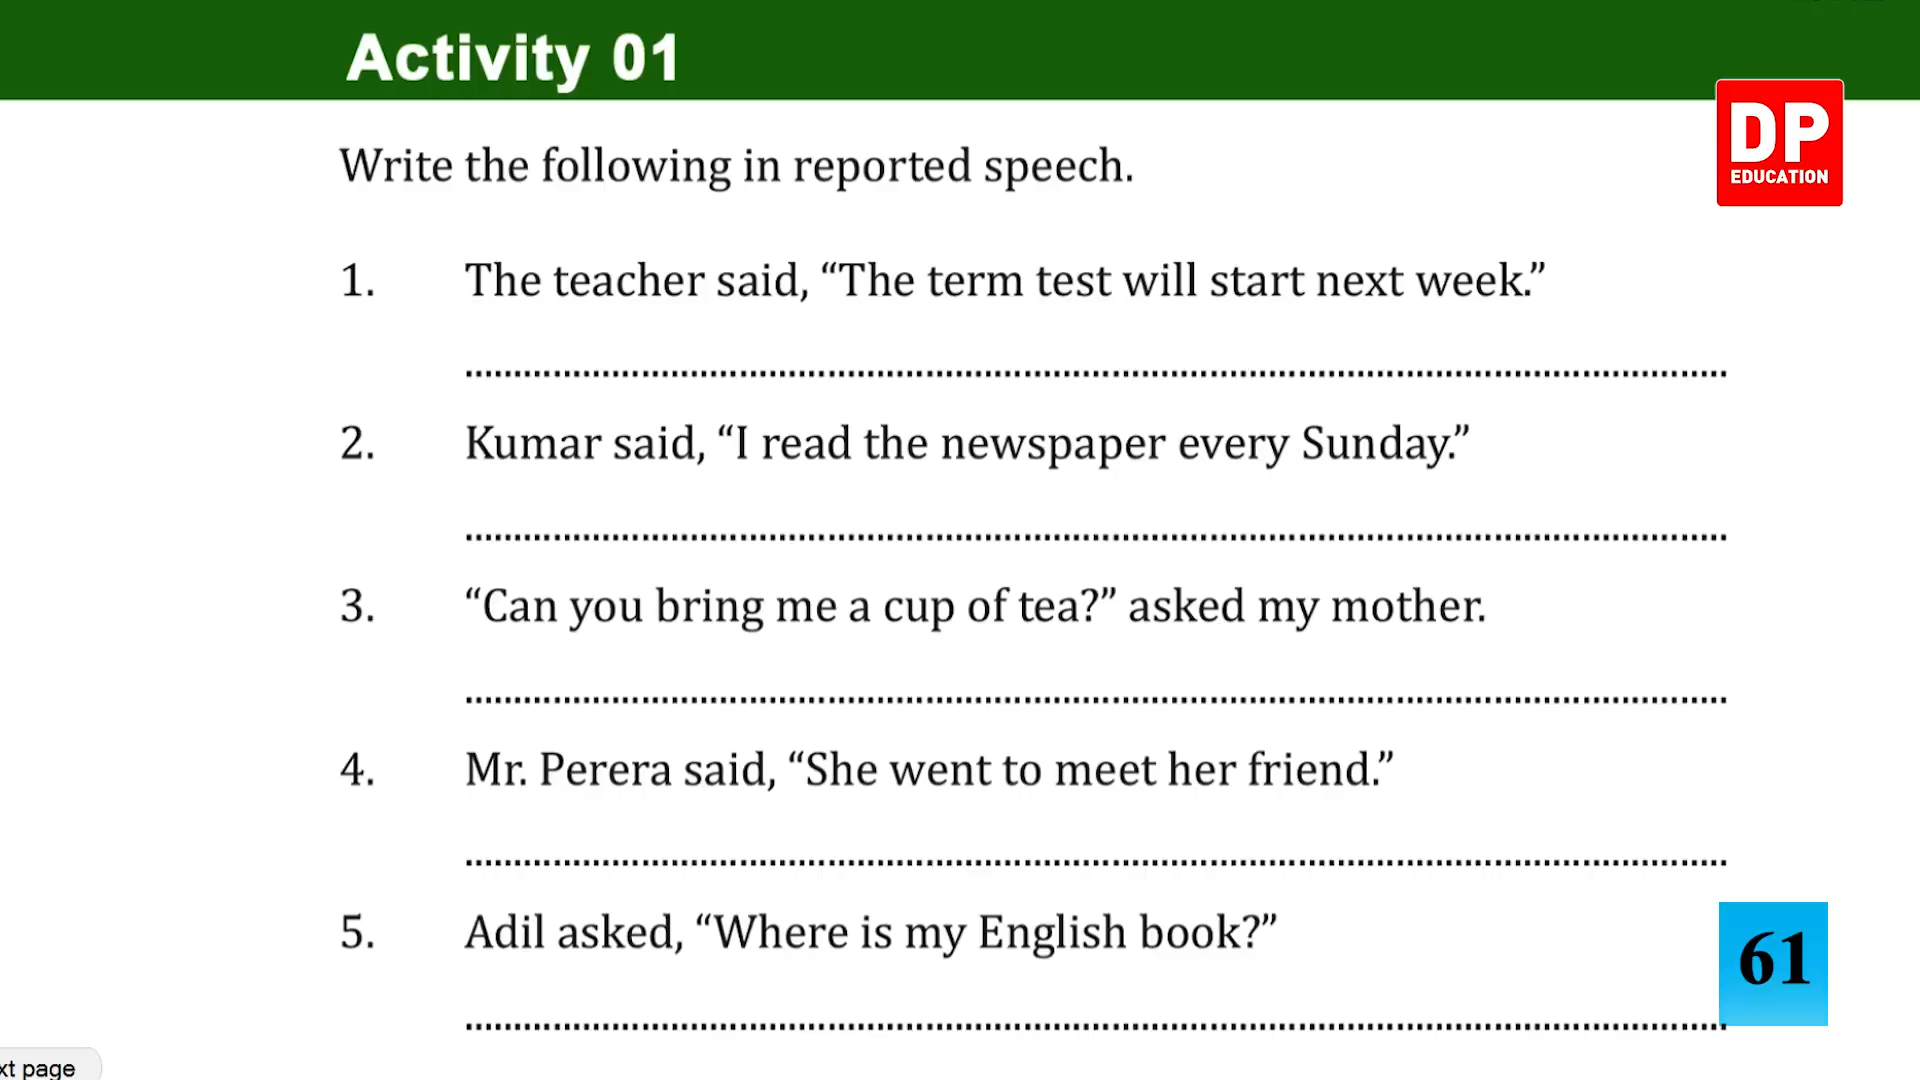 Activity 01
DP
EDUCATION
Write the following in reported speech.
1. The teacher said, “The term test will start next week.”
2. Kumar said, “I read the newspaper every Sunday.”
3. “Can you bring me a cup of tea?” asked my mother.
4. Mr. Perera said, “She went to meet her friend.”
5. Adil asked, “Where is my English book?”
61
xt page